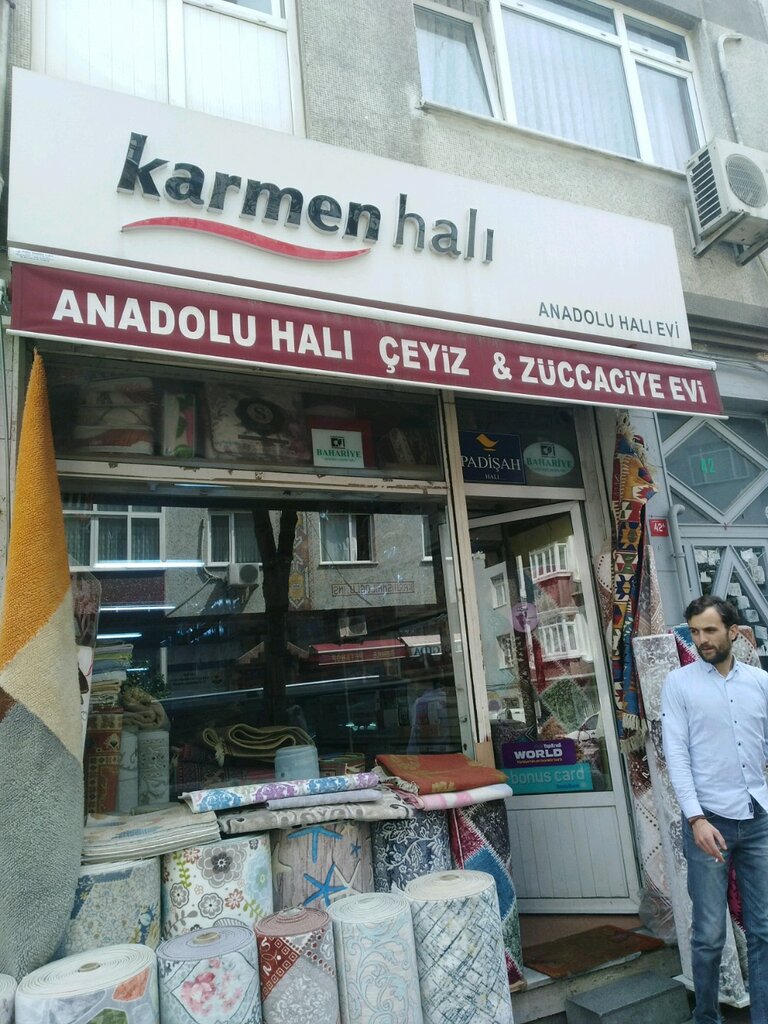 karmen halı
ANADOLU HALI EVİ
ANADOLU HALI ÇEYİZ & ZÜCCACİYE EVİ
BAHARİYE
PADİŞAH
HALI
BAHARİYE
42
42A
WORLD
bonus card